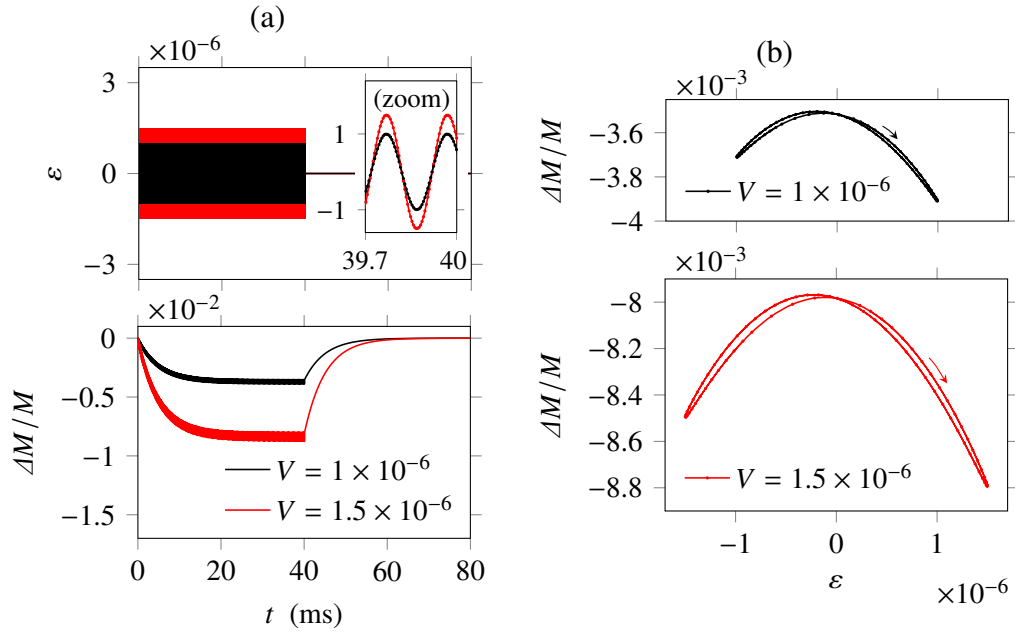 (a)
×10⁻⁶
3
0
−3
ε
(zoom)
1
−1
39.7
40
×10⁻²
0
−0.5
−1
−1.5
ΔM/M
V = 1 × 10⁻⁶
V = 1.5 × 10⁻⁶
0
20
40
60
80
t (ms)
(b)
×10⁻³
−3.6
−3.8
−4
ΔM/M
V = 1 × 10⁻⁶
×10⁻³
−8
−8.2
−8.4
−8.6
−8.8
ΔM/M
V = 1.5 × 10⁻⁶
−1
0
1
ε
×10⁻⁶